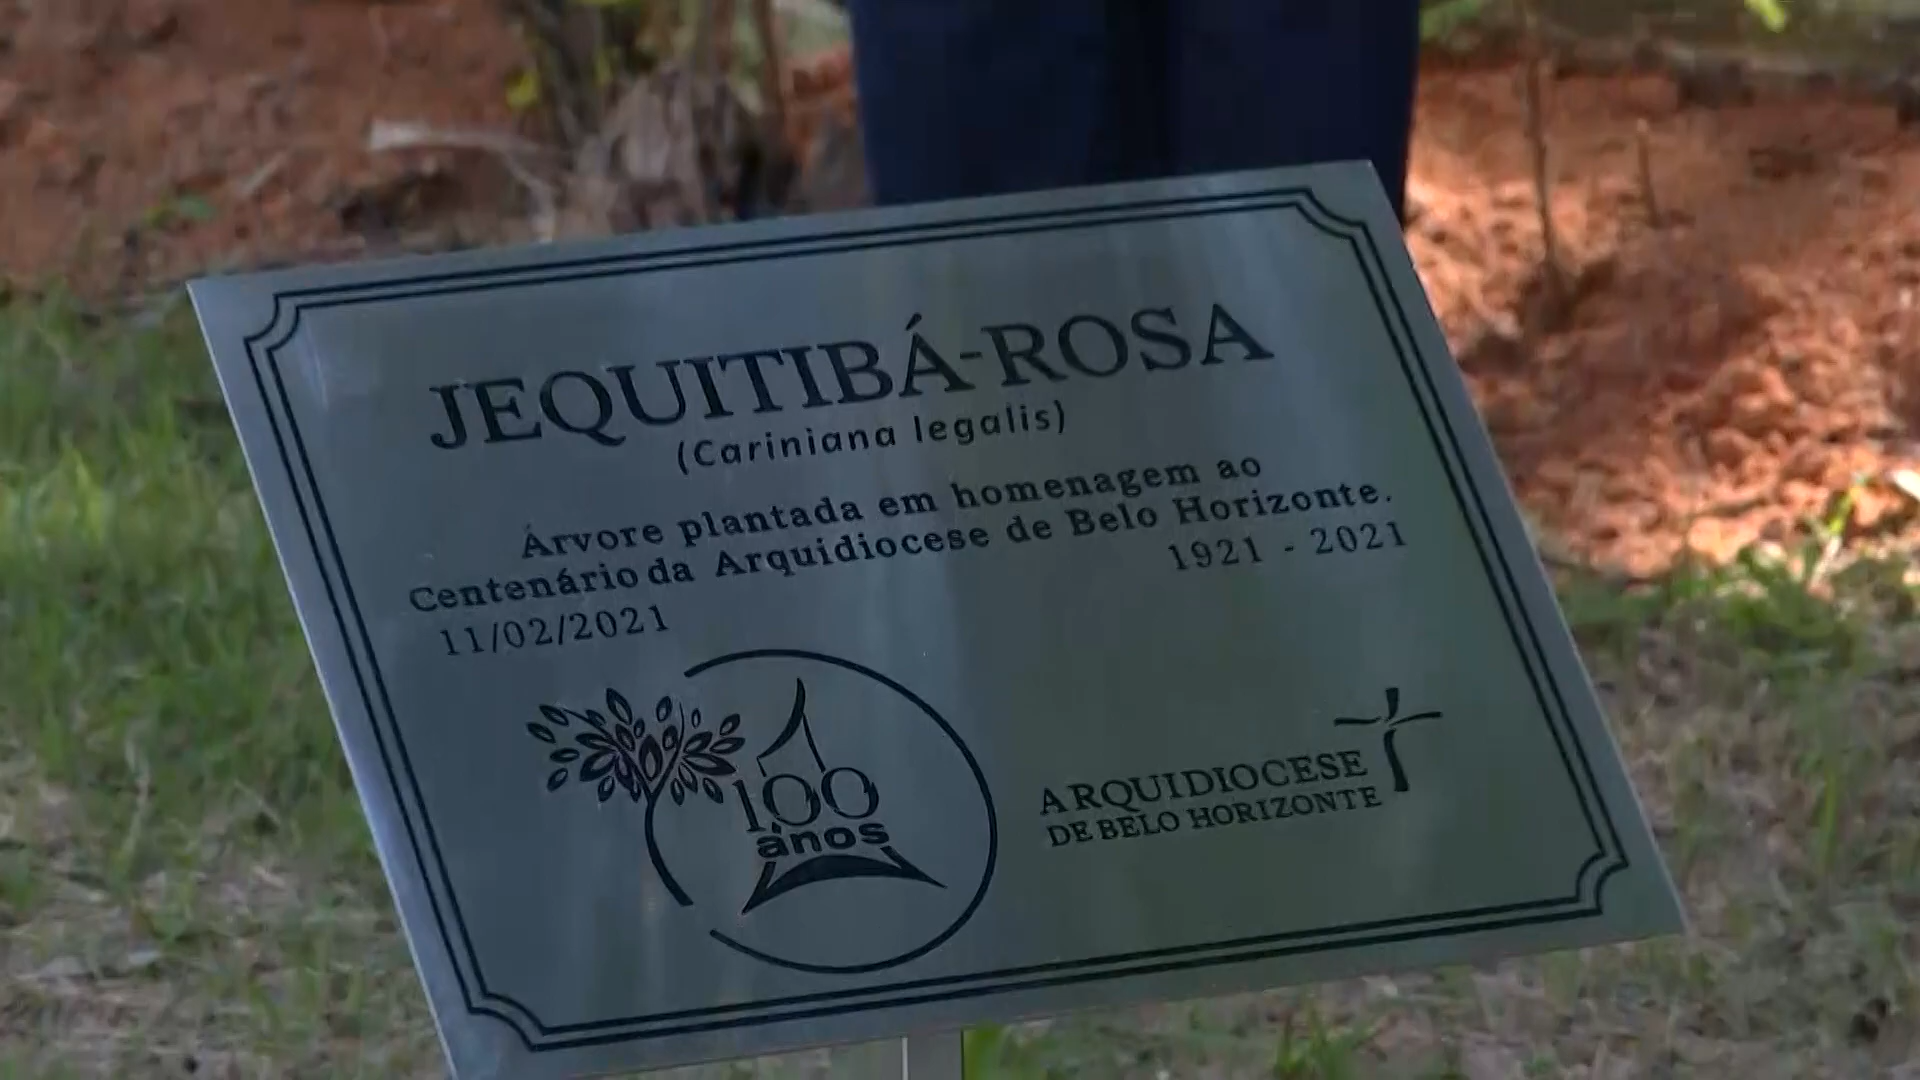 JEQUITIBÁ-ROSA
(Cariniana legalis)
Árvore plantada em homenagem ao
Centenário da Arquidiocese de Belo Horizonte.
11/02/2021
1921 - 2021
100
anos
ARQUIDIOCESE
DE BELO HORIZONTE